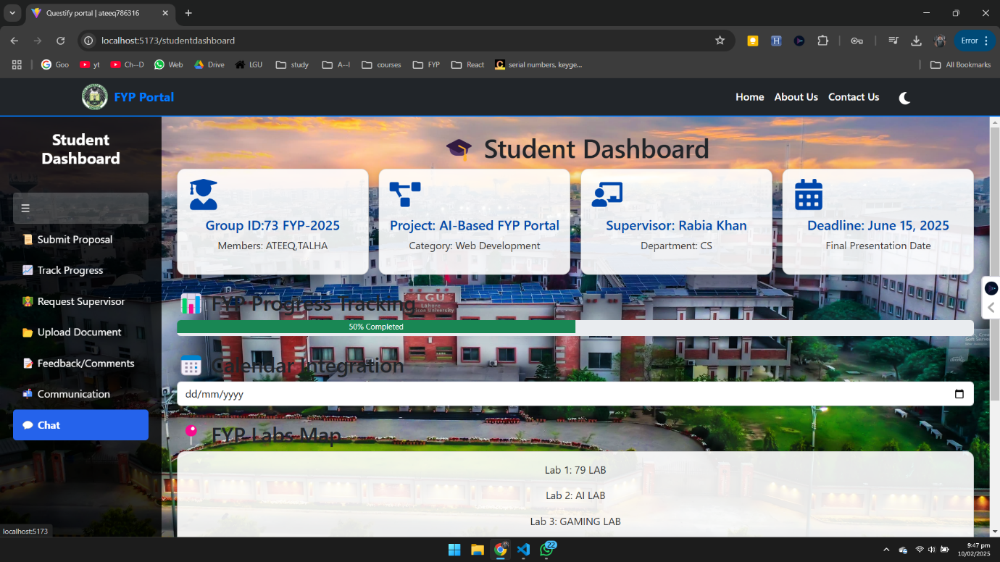 Questify portal | ateeq786316
localhost:5173/studentdashboard
Error
Goo
yt
Ch--D
Web
Drive
LGU
study
A--I
courses
FYP
React
serial numbers, keyge...
All Bookmarks
FYP Portal
Home
About Us
Contact Us
Student
Dashboard
Submit Proposal
Track Progress
Request Supervisor
Upload Document
Feedback/Comments
Communication
Chat
Student Dashboard
Group ID:73 FYP-2025
Members: ATEEQ,TALHA
Project: AI-Based FYP Portal
Category: Web Development
Supervisor: Rabia Khan
Department: CS
Deadline: June 15, 2025
Final Presentation Date
FYP Progress Tracking
LGU
Lahore
University
50% Completed
Calendar Integration
dd/mm/yyyy
FYP Labs Map
Lab 1: 79 LAB
Lab 2: AI LAB
Lab 3: GAMING LAB
localhost:5173
22
9:47 pm
10/02/2025